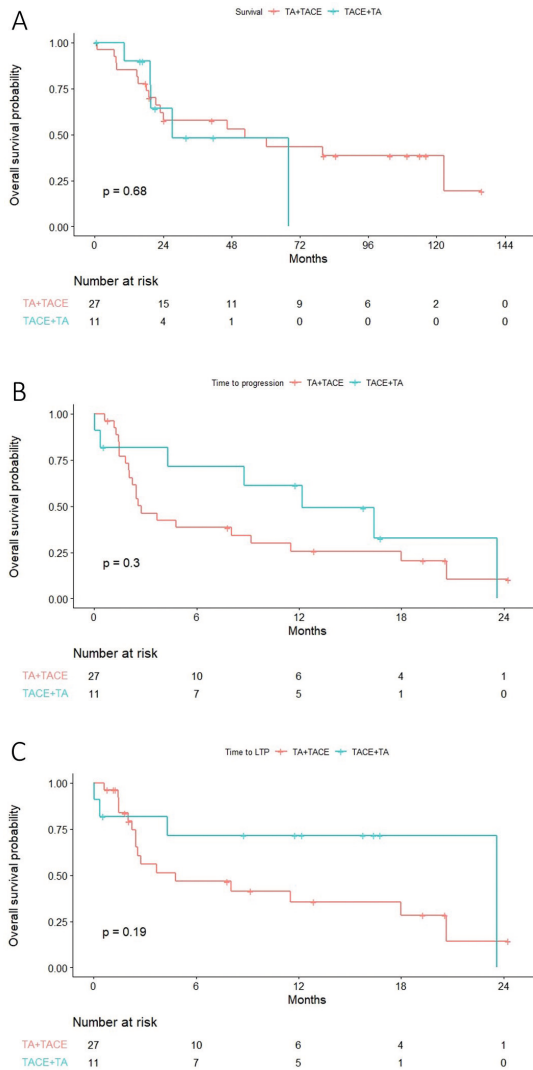 A
Survival TA+TACE TACE+TA
Overall survival probability
1.00
0.75
0.50
0.25
0.00
p = 0.68
0 24 48 72 96 120 144
Months
Number at risk
TA+TACE 27 15 11 9 6 2 0
TACE+TA 11 4 1 0 0 0 0
B
Time to progression TA+TACE TACE+TA
Overall survival probability
1.00
0.75
0.50
0.25
0.00
p = 0.3
0 6 12 18 24
Months
Number at risk
TA+TACE 27 10 6 4 1
TACE+TA 11 7 5 1 0
C
Time to LTP TA+TACE TACE+TA
Overall survival probability
1.00
0.75
0.50
0.25
0.00
p = 0.19
0 6 12 18 24
Months
Number at risk
TA+TACE 27 10 6 4 1
TACE+TA 11 7 5 1 0